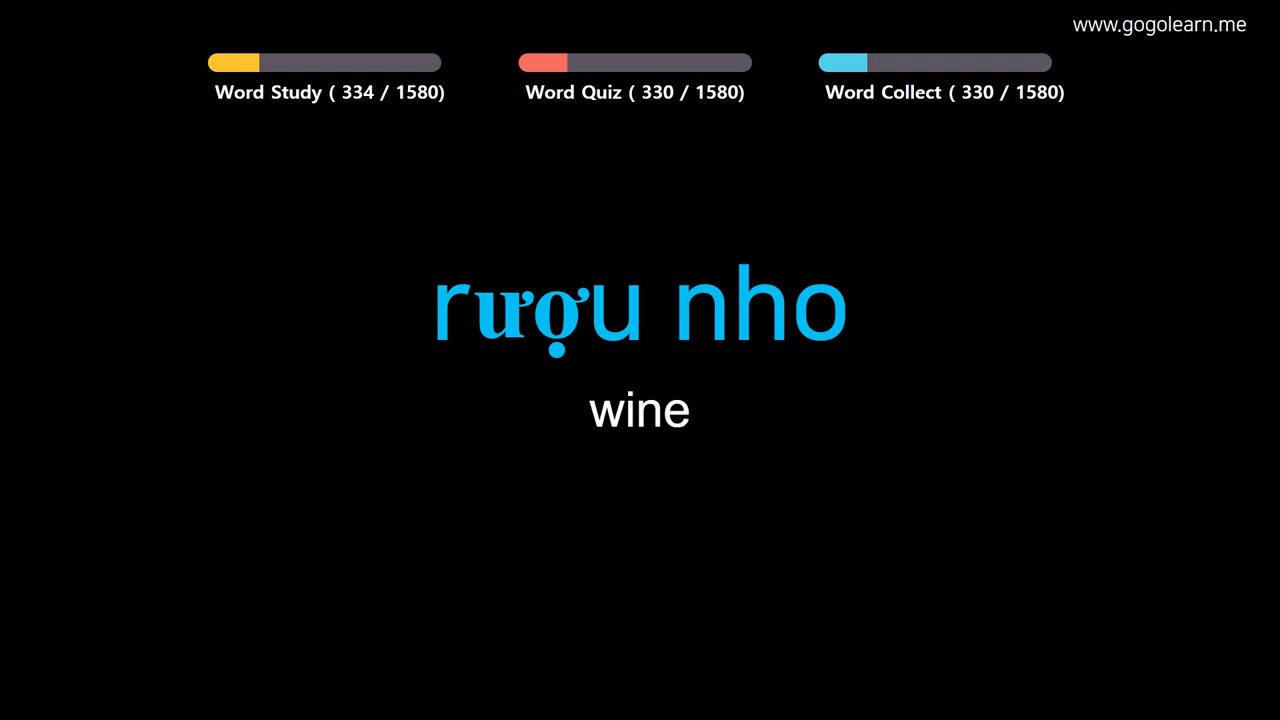 www.gogolearn.me
Word Study ( 334 / 1580)
Word Quiz ( 330 / 1580)
Word Collect ( 330 / 1580)
rượu nho
wine